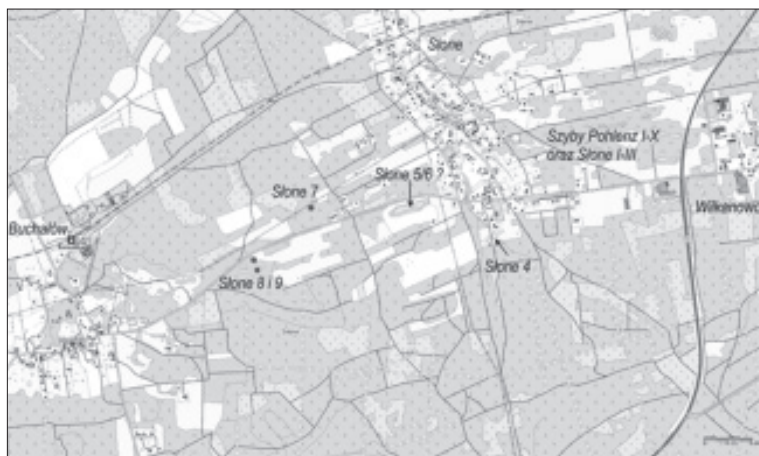 Słone
Szyby Pohlenz I-X
oraz Słone I-III
Słone 5/6 ?
Słone 7
Buchałów
Wilkanowo
Słone 4
Słone 8 i 9